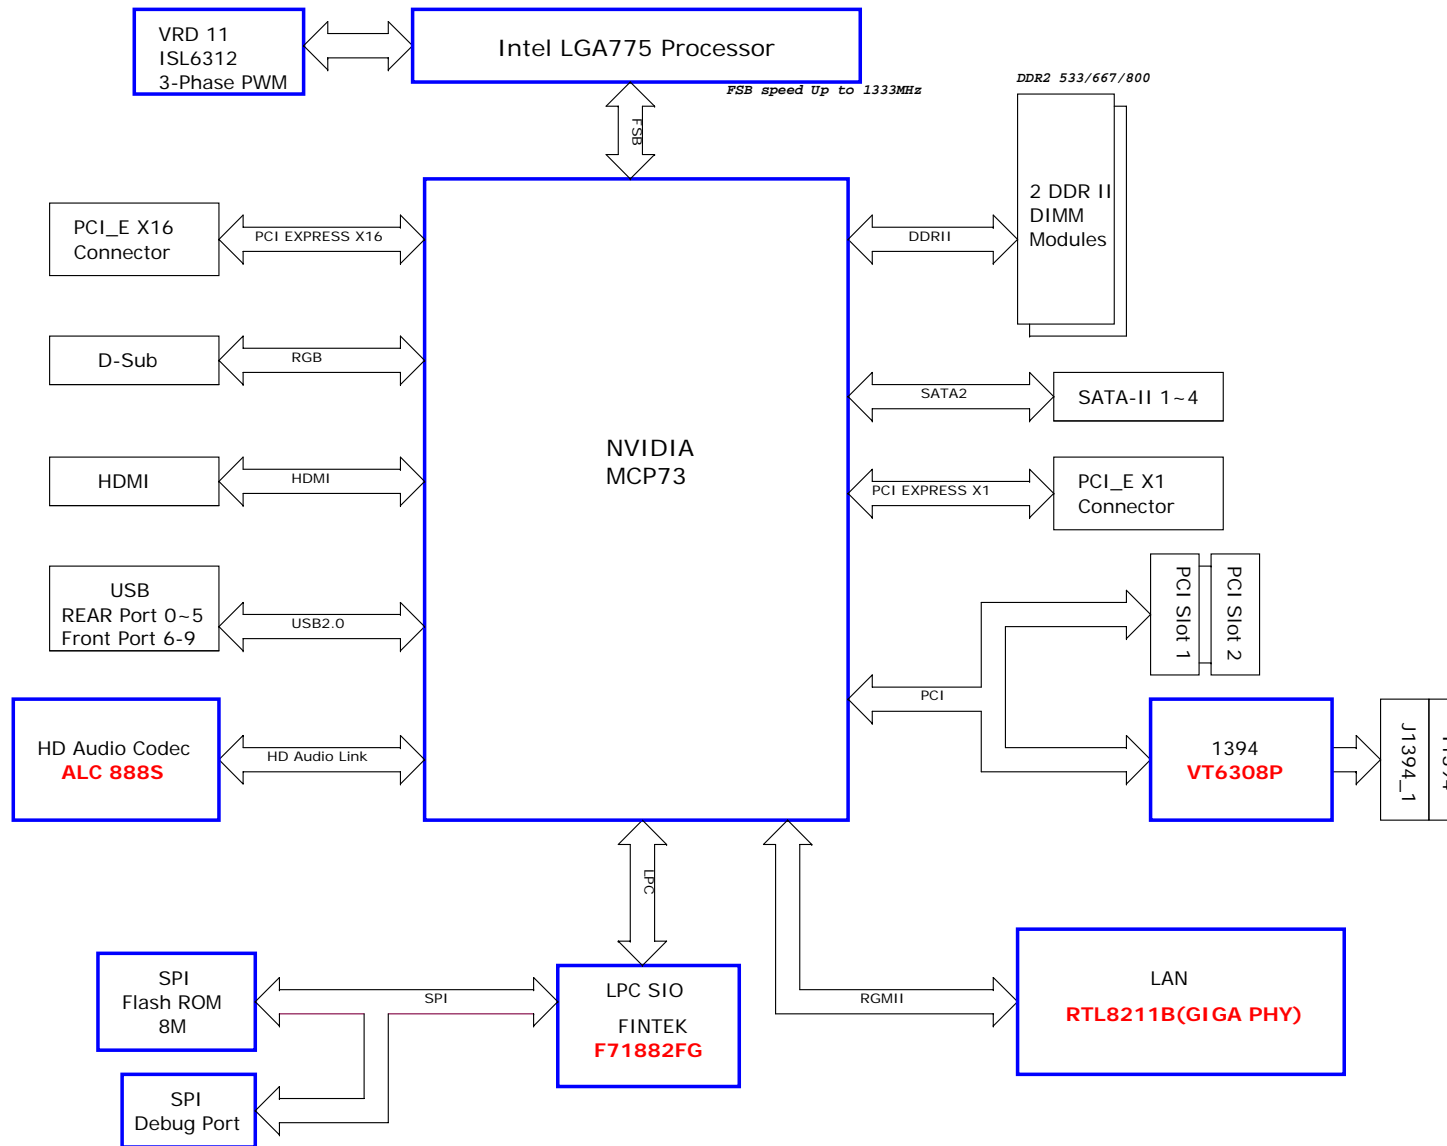 VRD 11
ISL6312
3-Phase PWM
Intel LGA775 Processor
FSB speed Up to 1333MHz
DDR2 533/667/800
FSB
2 DDR II
DIMM
Modules
PCI_E X16
Connector
PCI EXPRESS X16
DDRII
D-Sub
RGB
SATA2
SATA-II 1~4
NVIDIA
MCP73
HDMI
HDMI
PCI EXPRESS X1
PCI_E X1
Connector
USB
REAR Port 0~5
Front Port 6-9
USB2.0
PCI Slot 1
PCI Slot 2
PCI
HD Audio Codec
ALC 888S
HD Audio Link
1394
VT6308P
J1394_1
LPC
SPI
Flash ROM
8M
SPI
LPC SIO
FINTEK
F71882FG
RGMII
LAN
RTL8211B(GIGA PHY)
SPI
Debug Port